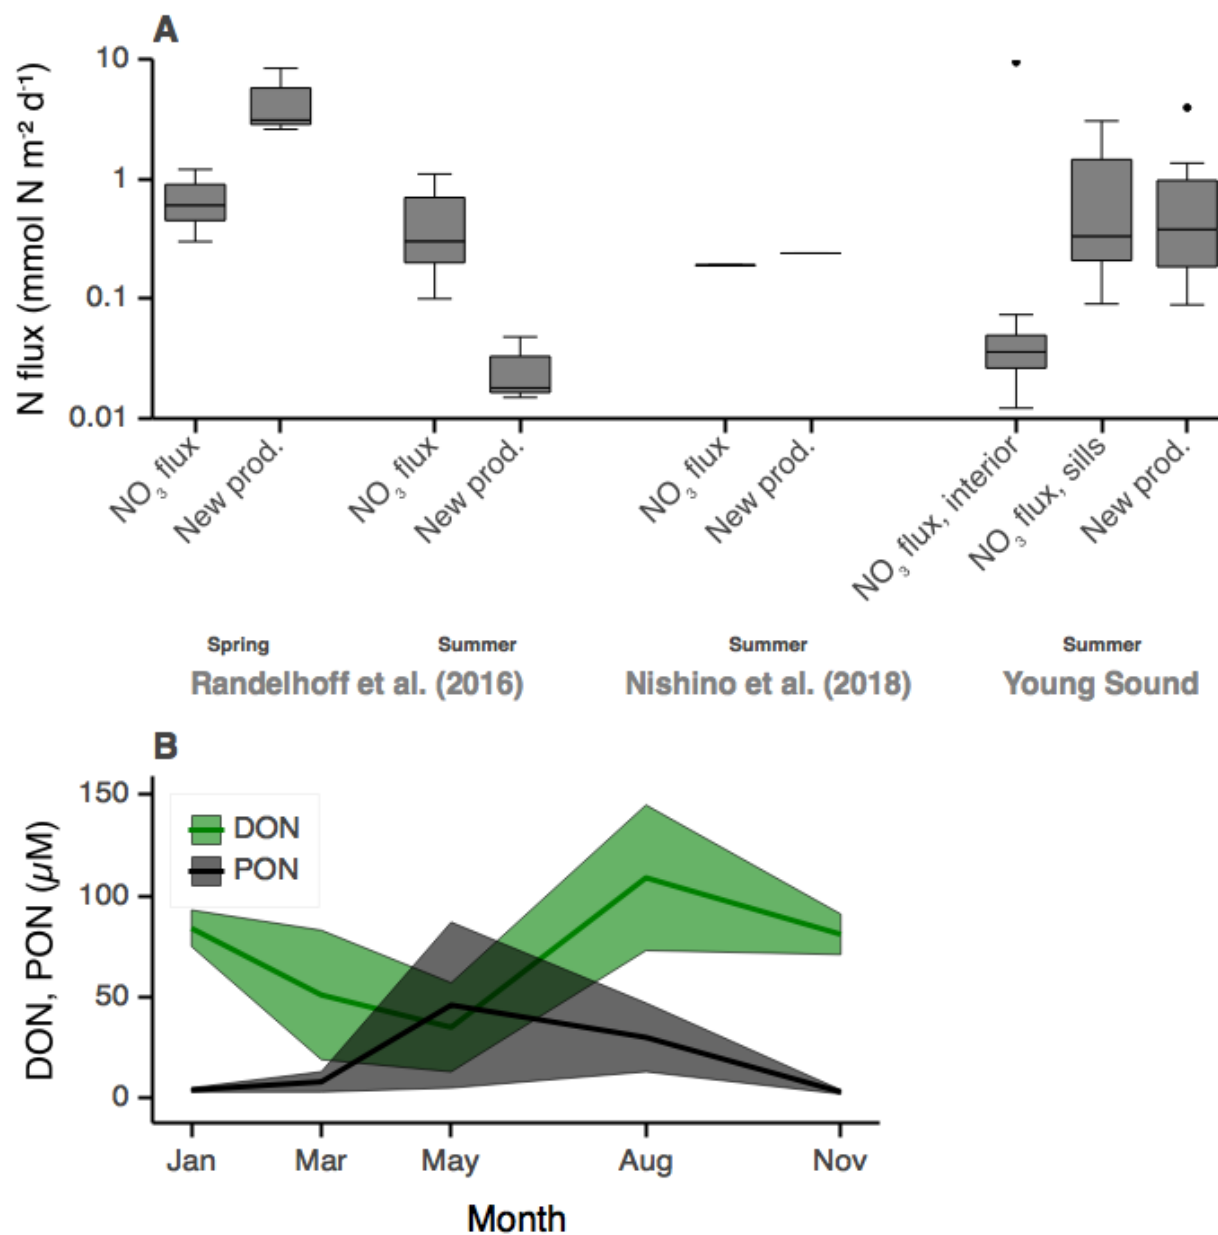 A
N flux (mmol N m⁻² d⁻¹)
10
1
0.1
0.01
NO₃ flux
New prod.
NO₃ flux
New prod.
NO₃ flux
New prod.
NO₃ flux, interior
NO₃ flux, sills
New prod.
Spring
Summer
Summer
Summer
Randelhoff et al. (2016)
Nishino et al. (2018)
Young Sound
B
DON, PON (µM)
150
100
50
0
DON
PON
Jan
Mar
May
Aug
Nov
Month